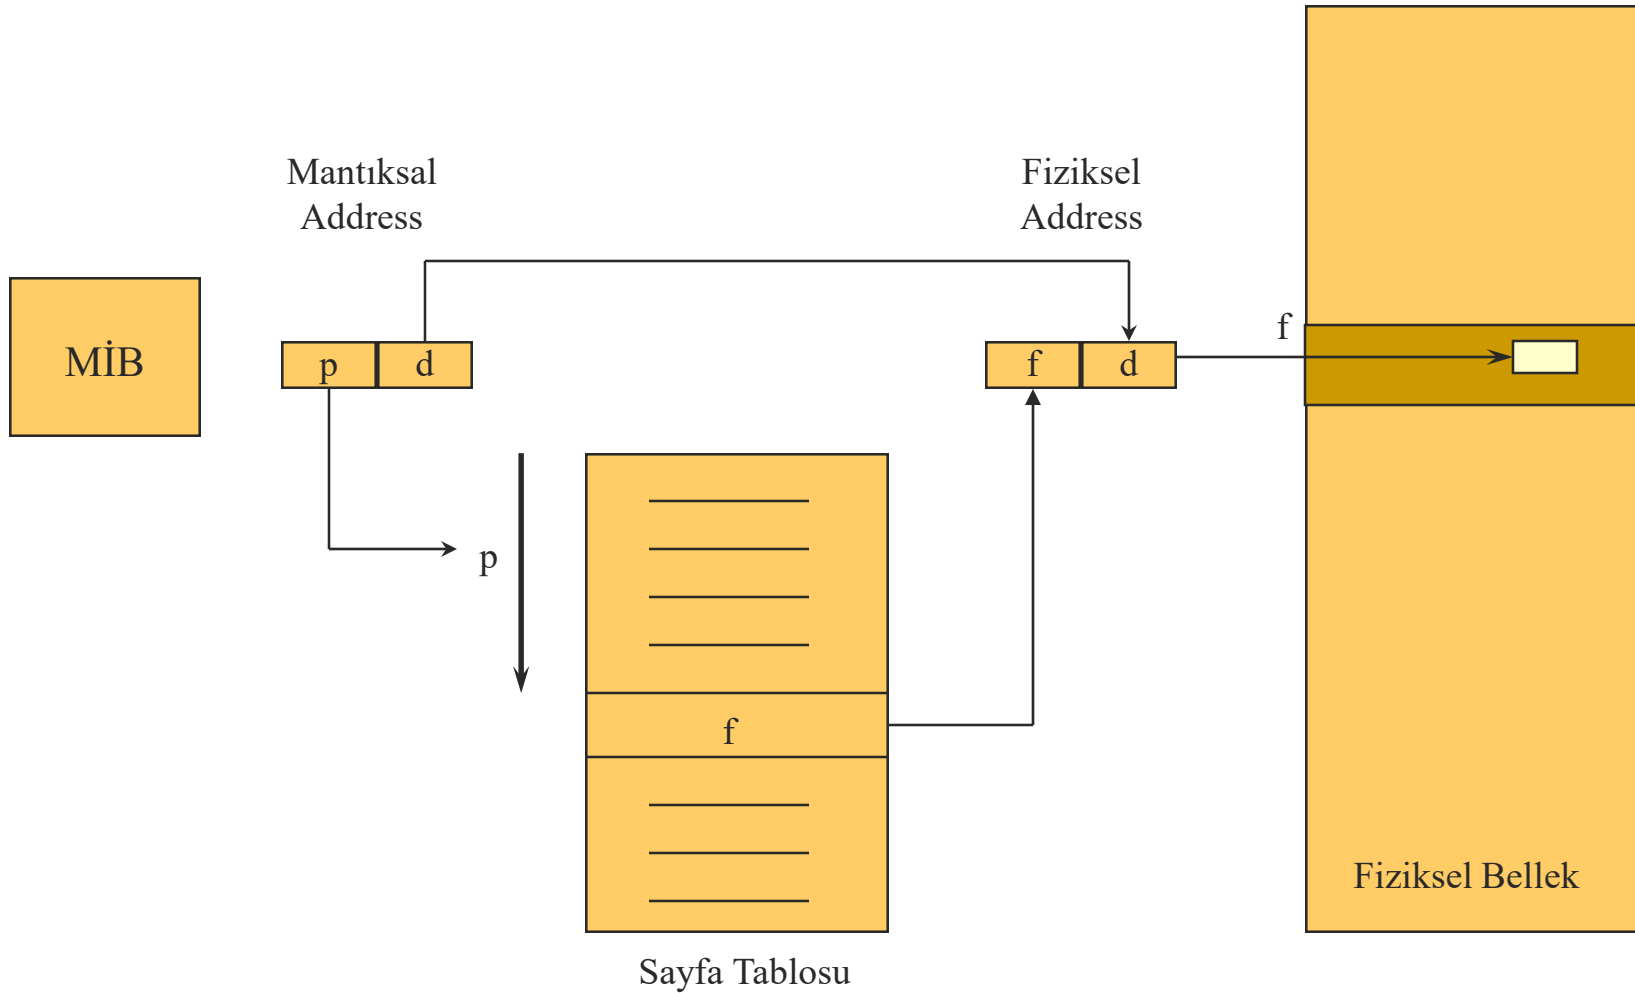 Mantıksal
Address
Fiziksel
Address
MİB
p
d
f
d
f
p
f
Fiziksel Bellek
Sayfa Tablosu